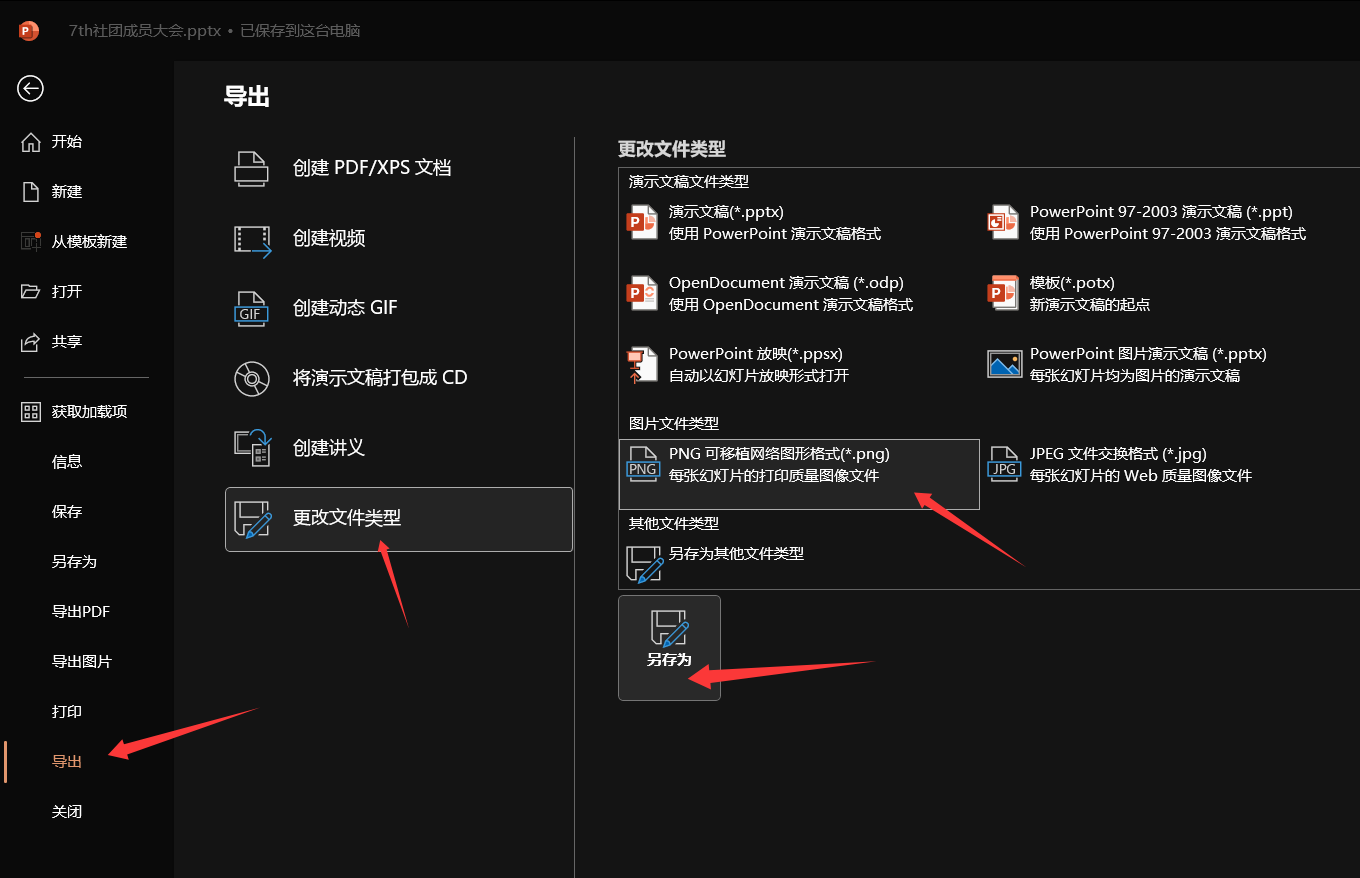 P
7th社团成员大会.pptx • 已保存到这台电脑
开始
新建
从模板新建
打开
共享
获取加载项
信息
保存
另存为
导出PDF
导出图片
打印
导出
关闭
导出
创建 PDF/XPS 文档
创建视频
GIF
创建动态 GIF
将演示文稿打包成 CD
创建讲义
更改文件类型
更改文件类型
演示文稿文件类型
P
演示文稿(*.pptx)
使用 PowerPoint 演示文稿格式
PowerPoint 97-2003 演示文稿 (*.ppt)
使用 PowerPoint 97-2003 演示文稿格式
P
OpenDocument 演示文稿 (*.odp)
使用 OpenDocument 演示文稿格式
P
模板(*.potx)
新演示文稿的起点
PowerPoint 放映(*.ppsx)
自动以幻灯片放映形式打开
PowerPoint 图片演示文稿 (*.pptx)
每张幻灯片均为图片的演示文稿
图片文件类型
PNG
PNG 可移植网络图形格式(*.png)
每张幻灯片的打印质量图像文件
JPG
JPEG 文件交换格式 (*.jpg)
每张幻灯片的 Web 质量图像文件
其他文件类型
另存为其他文件类型
另存为